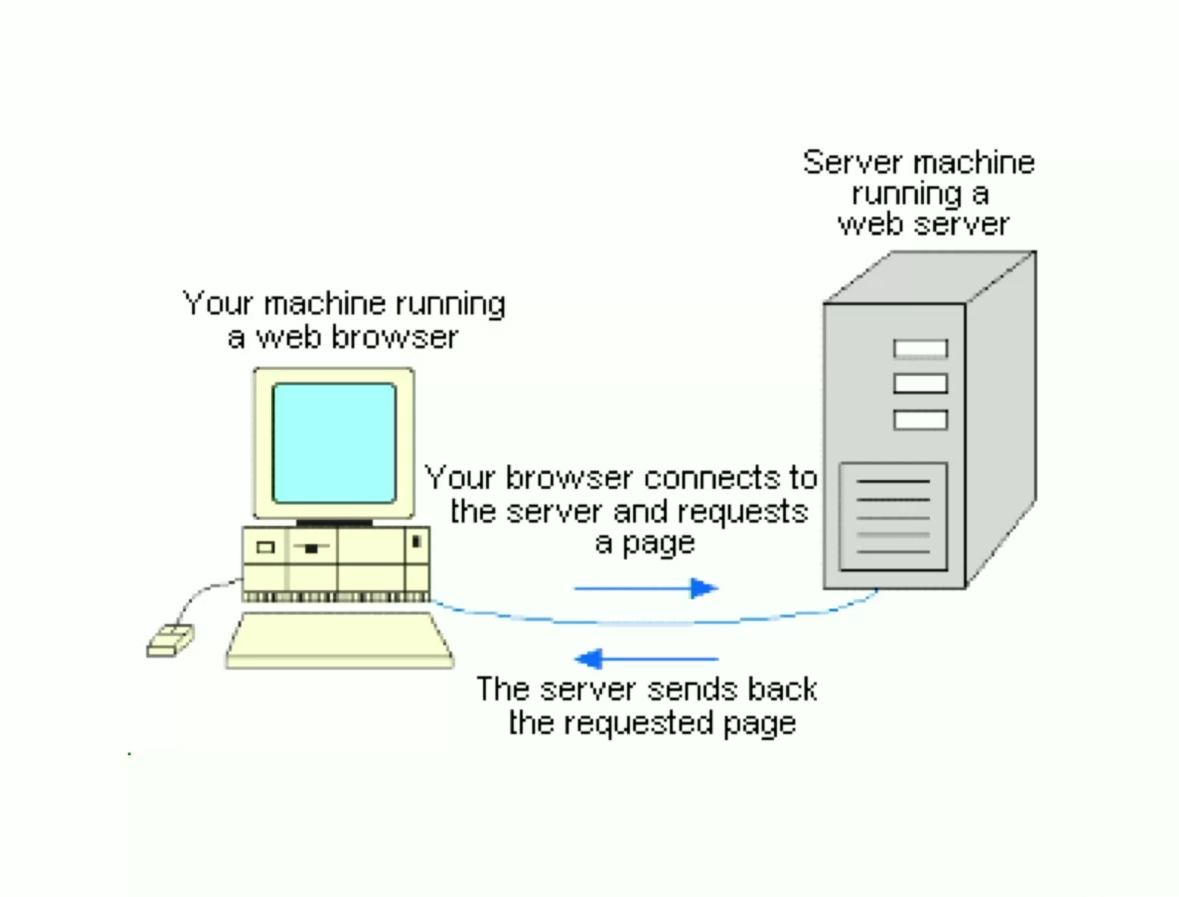 Server machine
running a
web server
Your machine running
a web browser
Your browser connects to
the server and requests
a page
The server sends back
the requested page